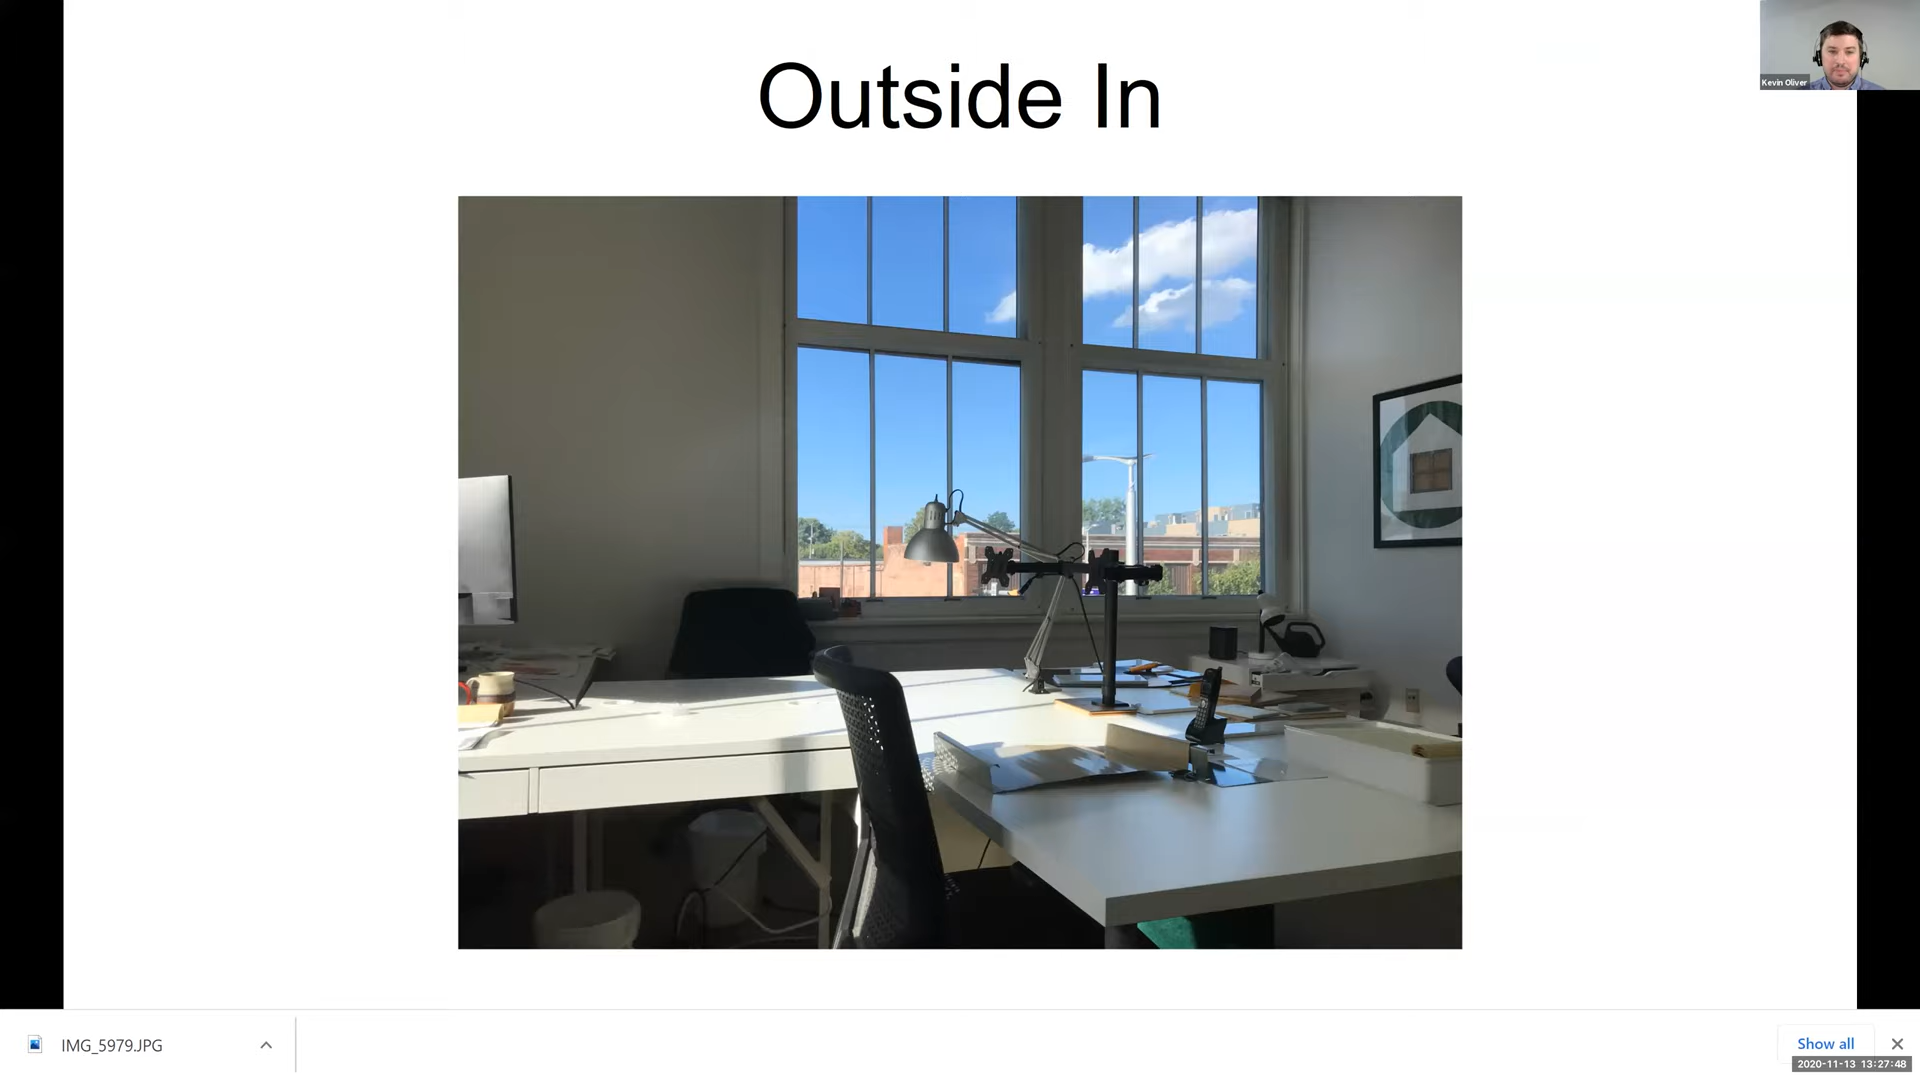 Outside In
Kevin Oliver
IMG_5979.JPG
Show all
2020-11-13 13:27:48